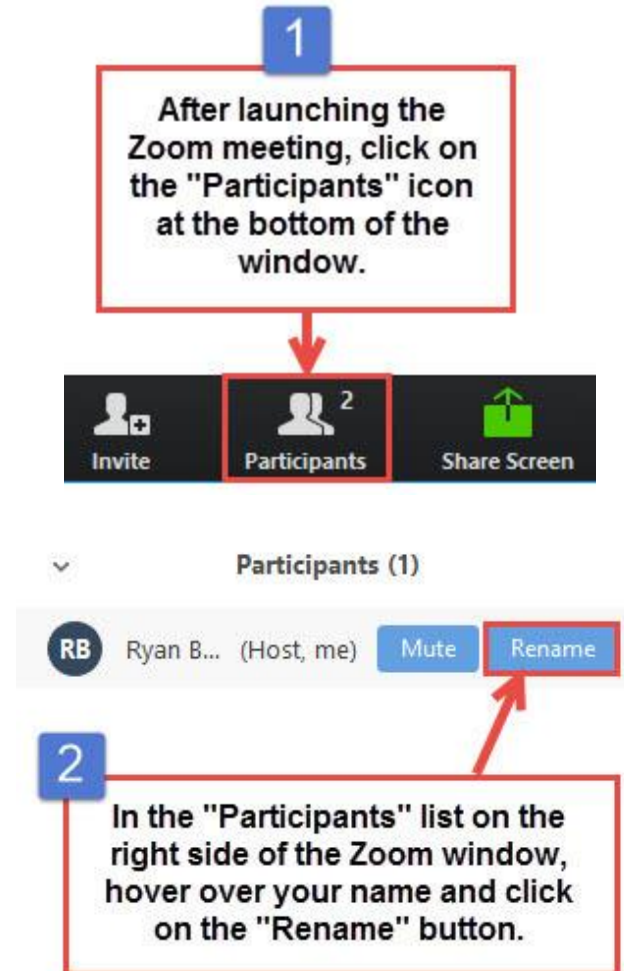 1
After launching the
Zoom meeting, click on
the "Participants" icon
at the bottom of the
window.
2
Invite Participants Share Screen
Participants (1)
RB Ryan B... (Host, me) Mute Rename
2
In the "Participants" list on the
right side of the Zoom window,
hover over your name and click
on the "Rename" button.